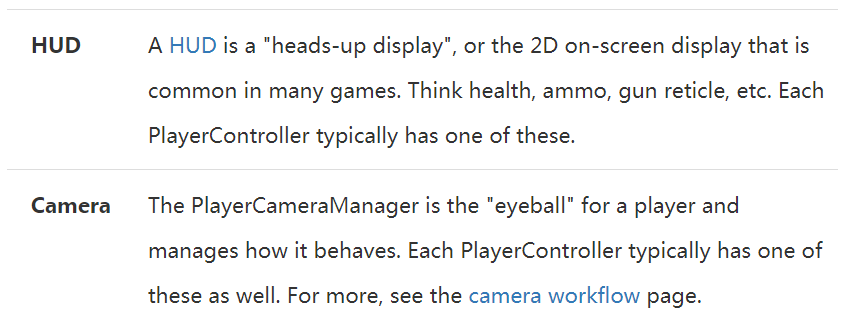 HUD A HUD is a "heads-up display", or the 2D on-screen display that is
common in many games. Think health, ammo, gun reticle, etc. Each
PlayerController typically has one of these.
Camera The PlayerCameraManager is the "eyeball" for a player and
manages how it behaves. Each PlayerController typically has one of
these as well. For more, see the camera workflow page.